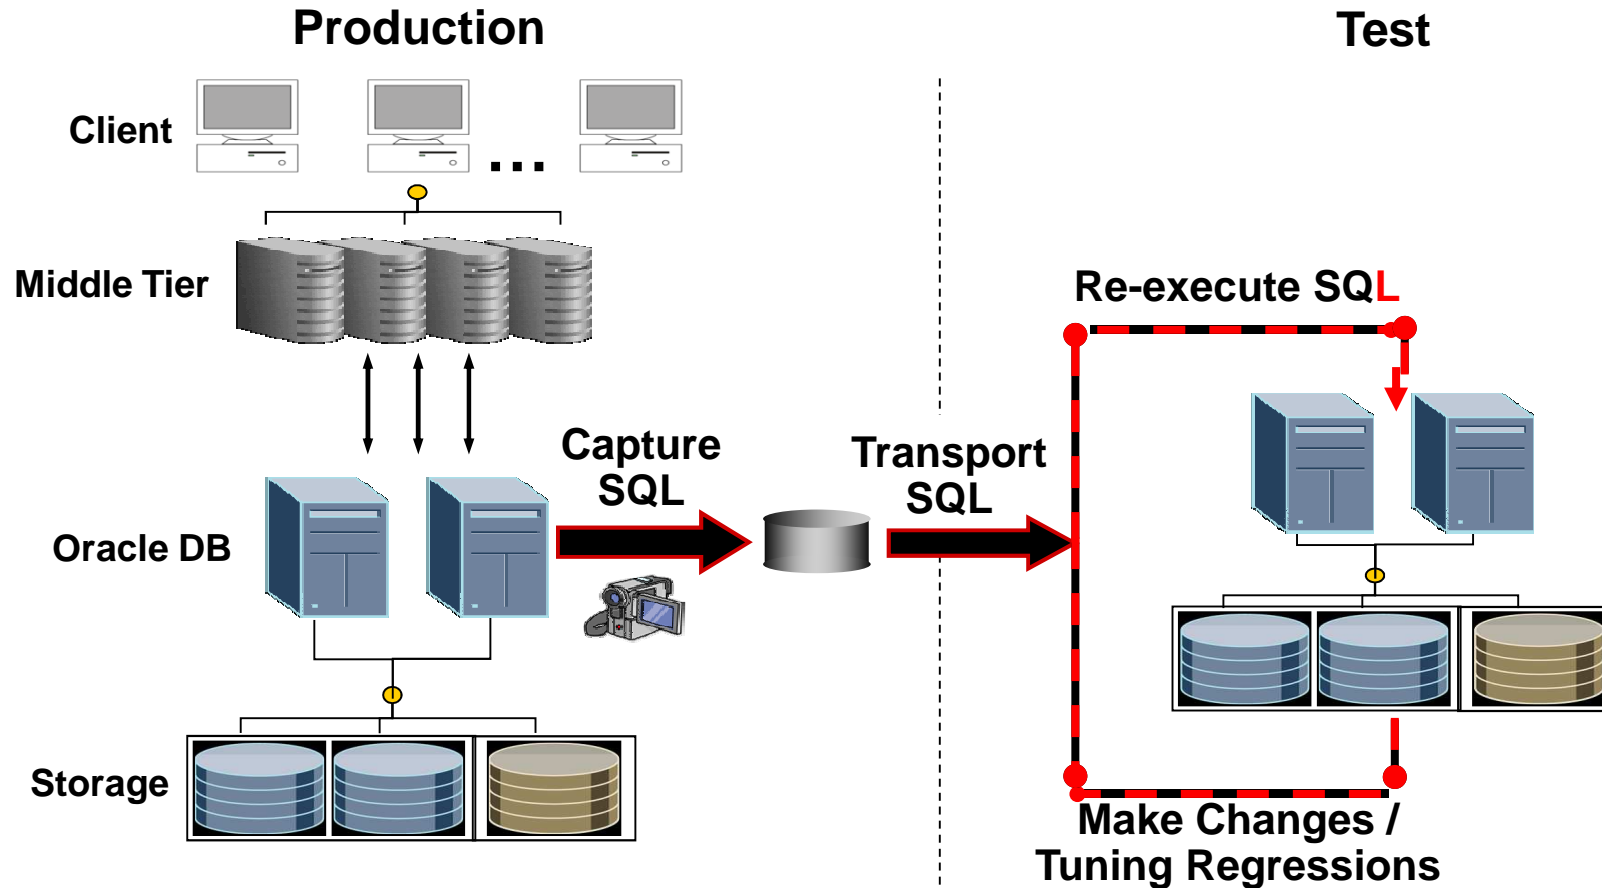 Production
Test
Client
...
Middle Tier
Re-execute SQL
Capture
SQL
Transport
SQL
Oracle DB
Storage
Make Changes /
Tuning Regressions